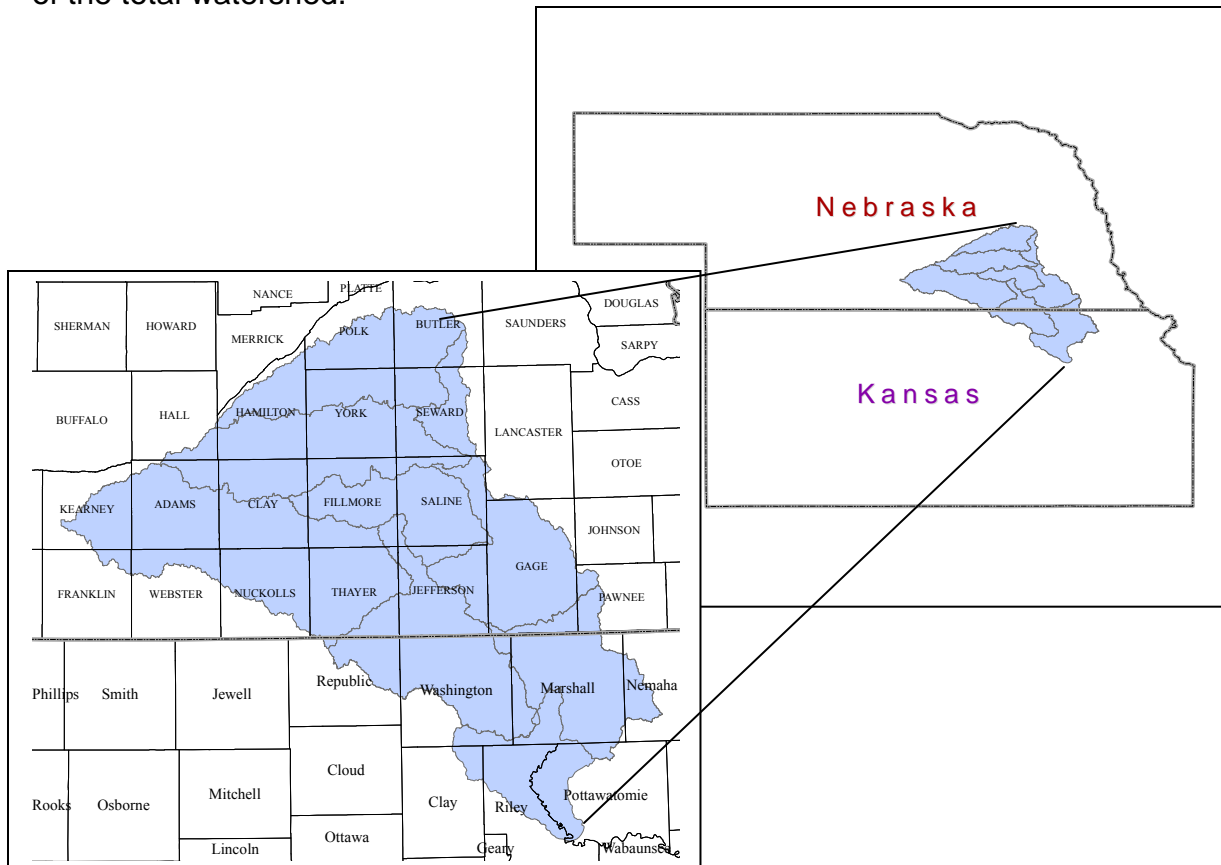 of the total watershed.
N e b r a s k a
K a n s a s
NANCE
PLATTE
DOUGLAS
SHERMAN
HOWARD
MERRICK
POLK
BUTLER
SAUNDERS
SARPY
BUFFALO
HALL
HAMILTON
YORK
SEWARD
LANCASTER
CASS
OTOE
KEARNEY
ADAMS
CLAY
FILLMORE
SALINE
JOHNSON
GAGE
FRANKLIN
WEBSTER
NUCKOLLS
THAYER
JEFFERSON
PAWNEE
Phillips
Smith
Jewell
Republic
Washington
Marshall
Nemaha
Rooks
Osborne
Mitchell
Cloud
Clay
Riley
Pottawatomie
Lincoln
Ottawa
Geary
Wabaunsee